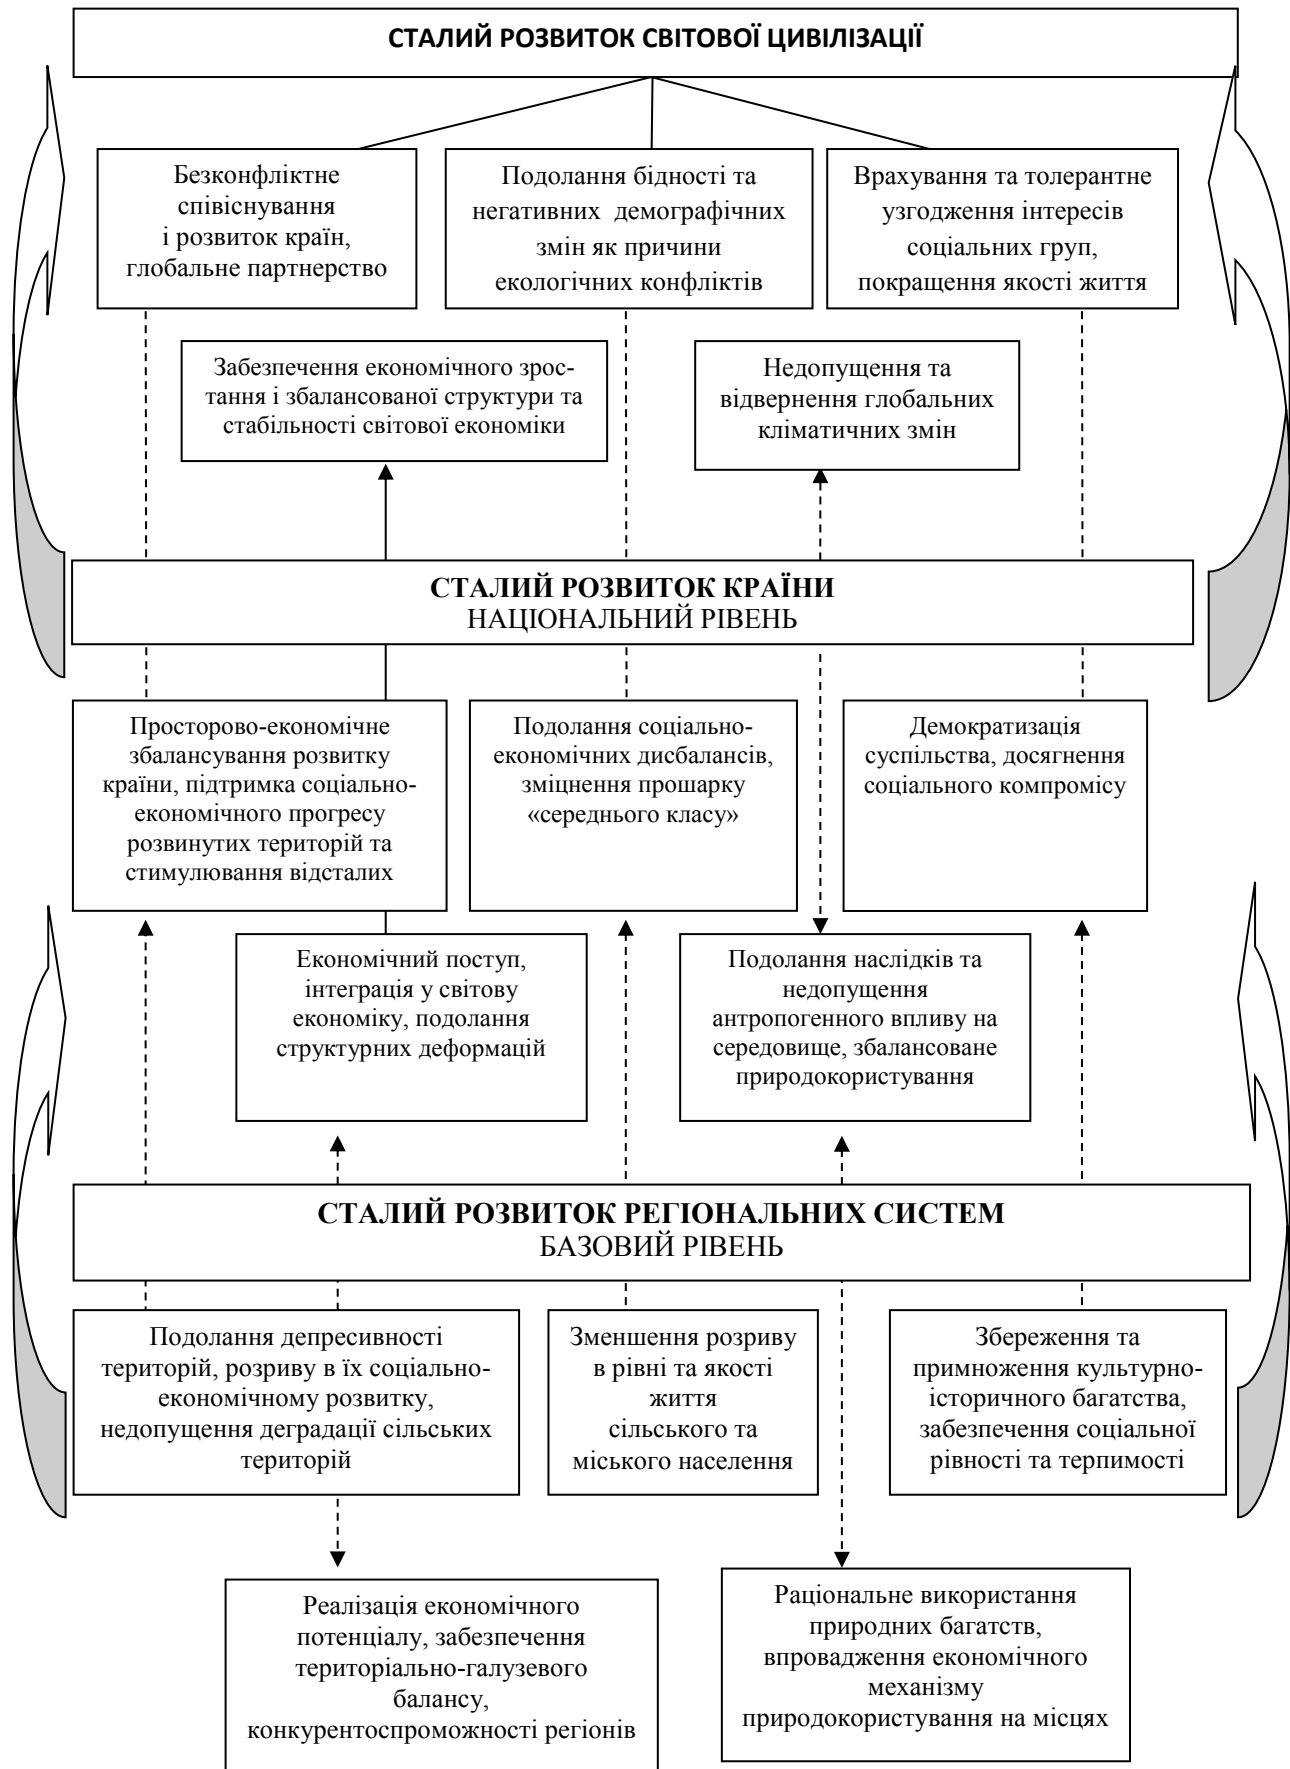 СТАЛИЙ РОЗВИТОК СВІТОВОЇ ЦИВІЛІЗАЦІЇ
Безконфліктне
співіснування
і розвиток країн,
глобальне партнерство
Подолання бідності та
негативних демографічних
змін як причини
екологічних конфліктів
Врахування та толерантне
узгодження інтересів
соціальних груп,
покращення якості життя
Забезпечення економічного зрос-
тання і збалансованої структури та
стабільності світової економіки
Недопущення та
відвернення глобальних
кліматичних змін
СТАЛИЙ РОЗВИТОК КРАЇНИ
НАЦІОНАЛЬНИЙ РІВЕНЬ
Просторово-економічне
збалансування розвитку
країни, підтримка соціально-
економічного прогресу
розвинутих територій та
стимулювання відсталих
Подолання соціально-
економічних дисбалансів,
зміцнення прошарку
«середнього класу»
Демократизація
суспільства, досягнення
соціального компромісу
Економічний поступ,
інтеграція у світову
економіку, подолання
структурних деформацій
Подолання наслідків та
недопущення
антропогенного впливу на
середовище, збалансоване
природокористування
СТАЛИЙ РОЗВИТОК РЕГІОНАЛЬНИХ СИСТЕМ
БАЗОВИЙ РІВЕНЬ
Подолання депресивності
територій, розриву в їх соціально-
економічному розвитку,
недопущення деградації сільських
територій
Зменшення розриву
в рівні та якості
життя
сільського та
міського населення
Збереження та
примноження культурно-
історичного багатства,
забезпечення соціальної
рівності та терпимості
Реалізація економічного
потенціалу, забезпечення
територіально-галузевого
балансу,
конкурентоспроможності регіонів
Раціональне використання
природних багатств,
впровадження економічного
механізму
природокористування на місцях